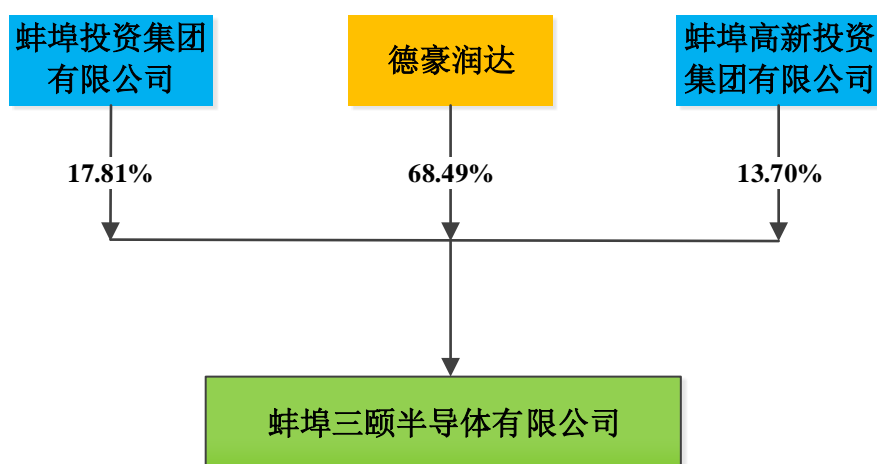 蚌埠投资集团
有限公司
德豪润达
蚌埠高新投资
集团有限公司
17.81%
68.49%
13.70%
蚌埠三颐半导体有限公司